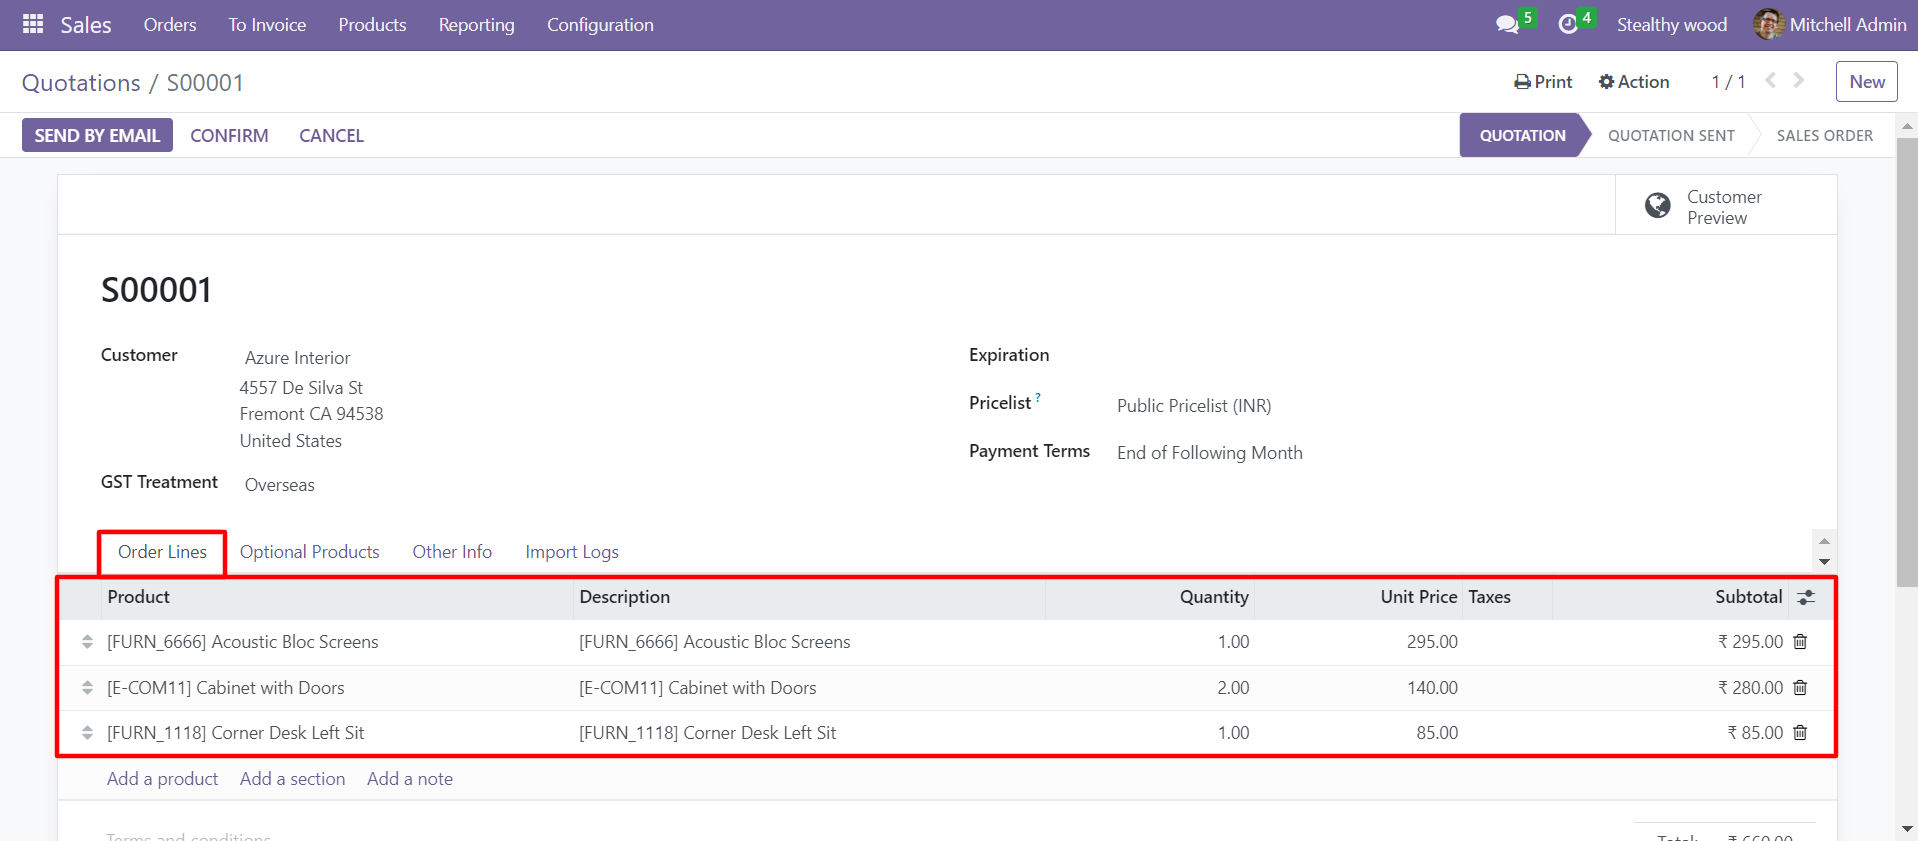 Sales Orders To Invoice Products Reporting Configuration 5 4 Stealthy wood Mitchell Admin
Quotations / S00001 Print Action 1 / 1 New
SEND BY EMAIL CONFIRM CANCEL QUOTATION QUOTATION SENT SALES ORDER
Customer
Preview
S00001
Customer Azure Interior
4557 De Silva St
Fremont CA 94538
United States
GST Treatment Overseas
Expiration
Pricelist ? Public Pricelist (INR)
Payment Terms End of Following Month
Order Lines Optional Products Other Info Import Logs
Product Description Quantity Unit Price Taxes Subtotal
[FURN_6666] Acoustic Bloc Screens [FURN_6666] Acoustic Bloc Screens 1.00 295.00 ₹ 295.00
[E-COM11] Cabinet with Doors [E-COM11] Cabinet with Doors 2.00 140.00 ₹ 280.00
[FURN_1118] Corner Desk Left Sit [FURN_1118] Corner Desk Left Sit 1.00 85.00 ₹ 85.00
Add a product Add a section Add a note
Terms and conditions Total: ₹ 660.00